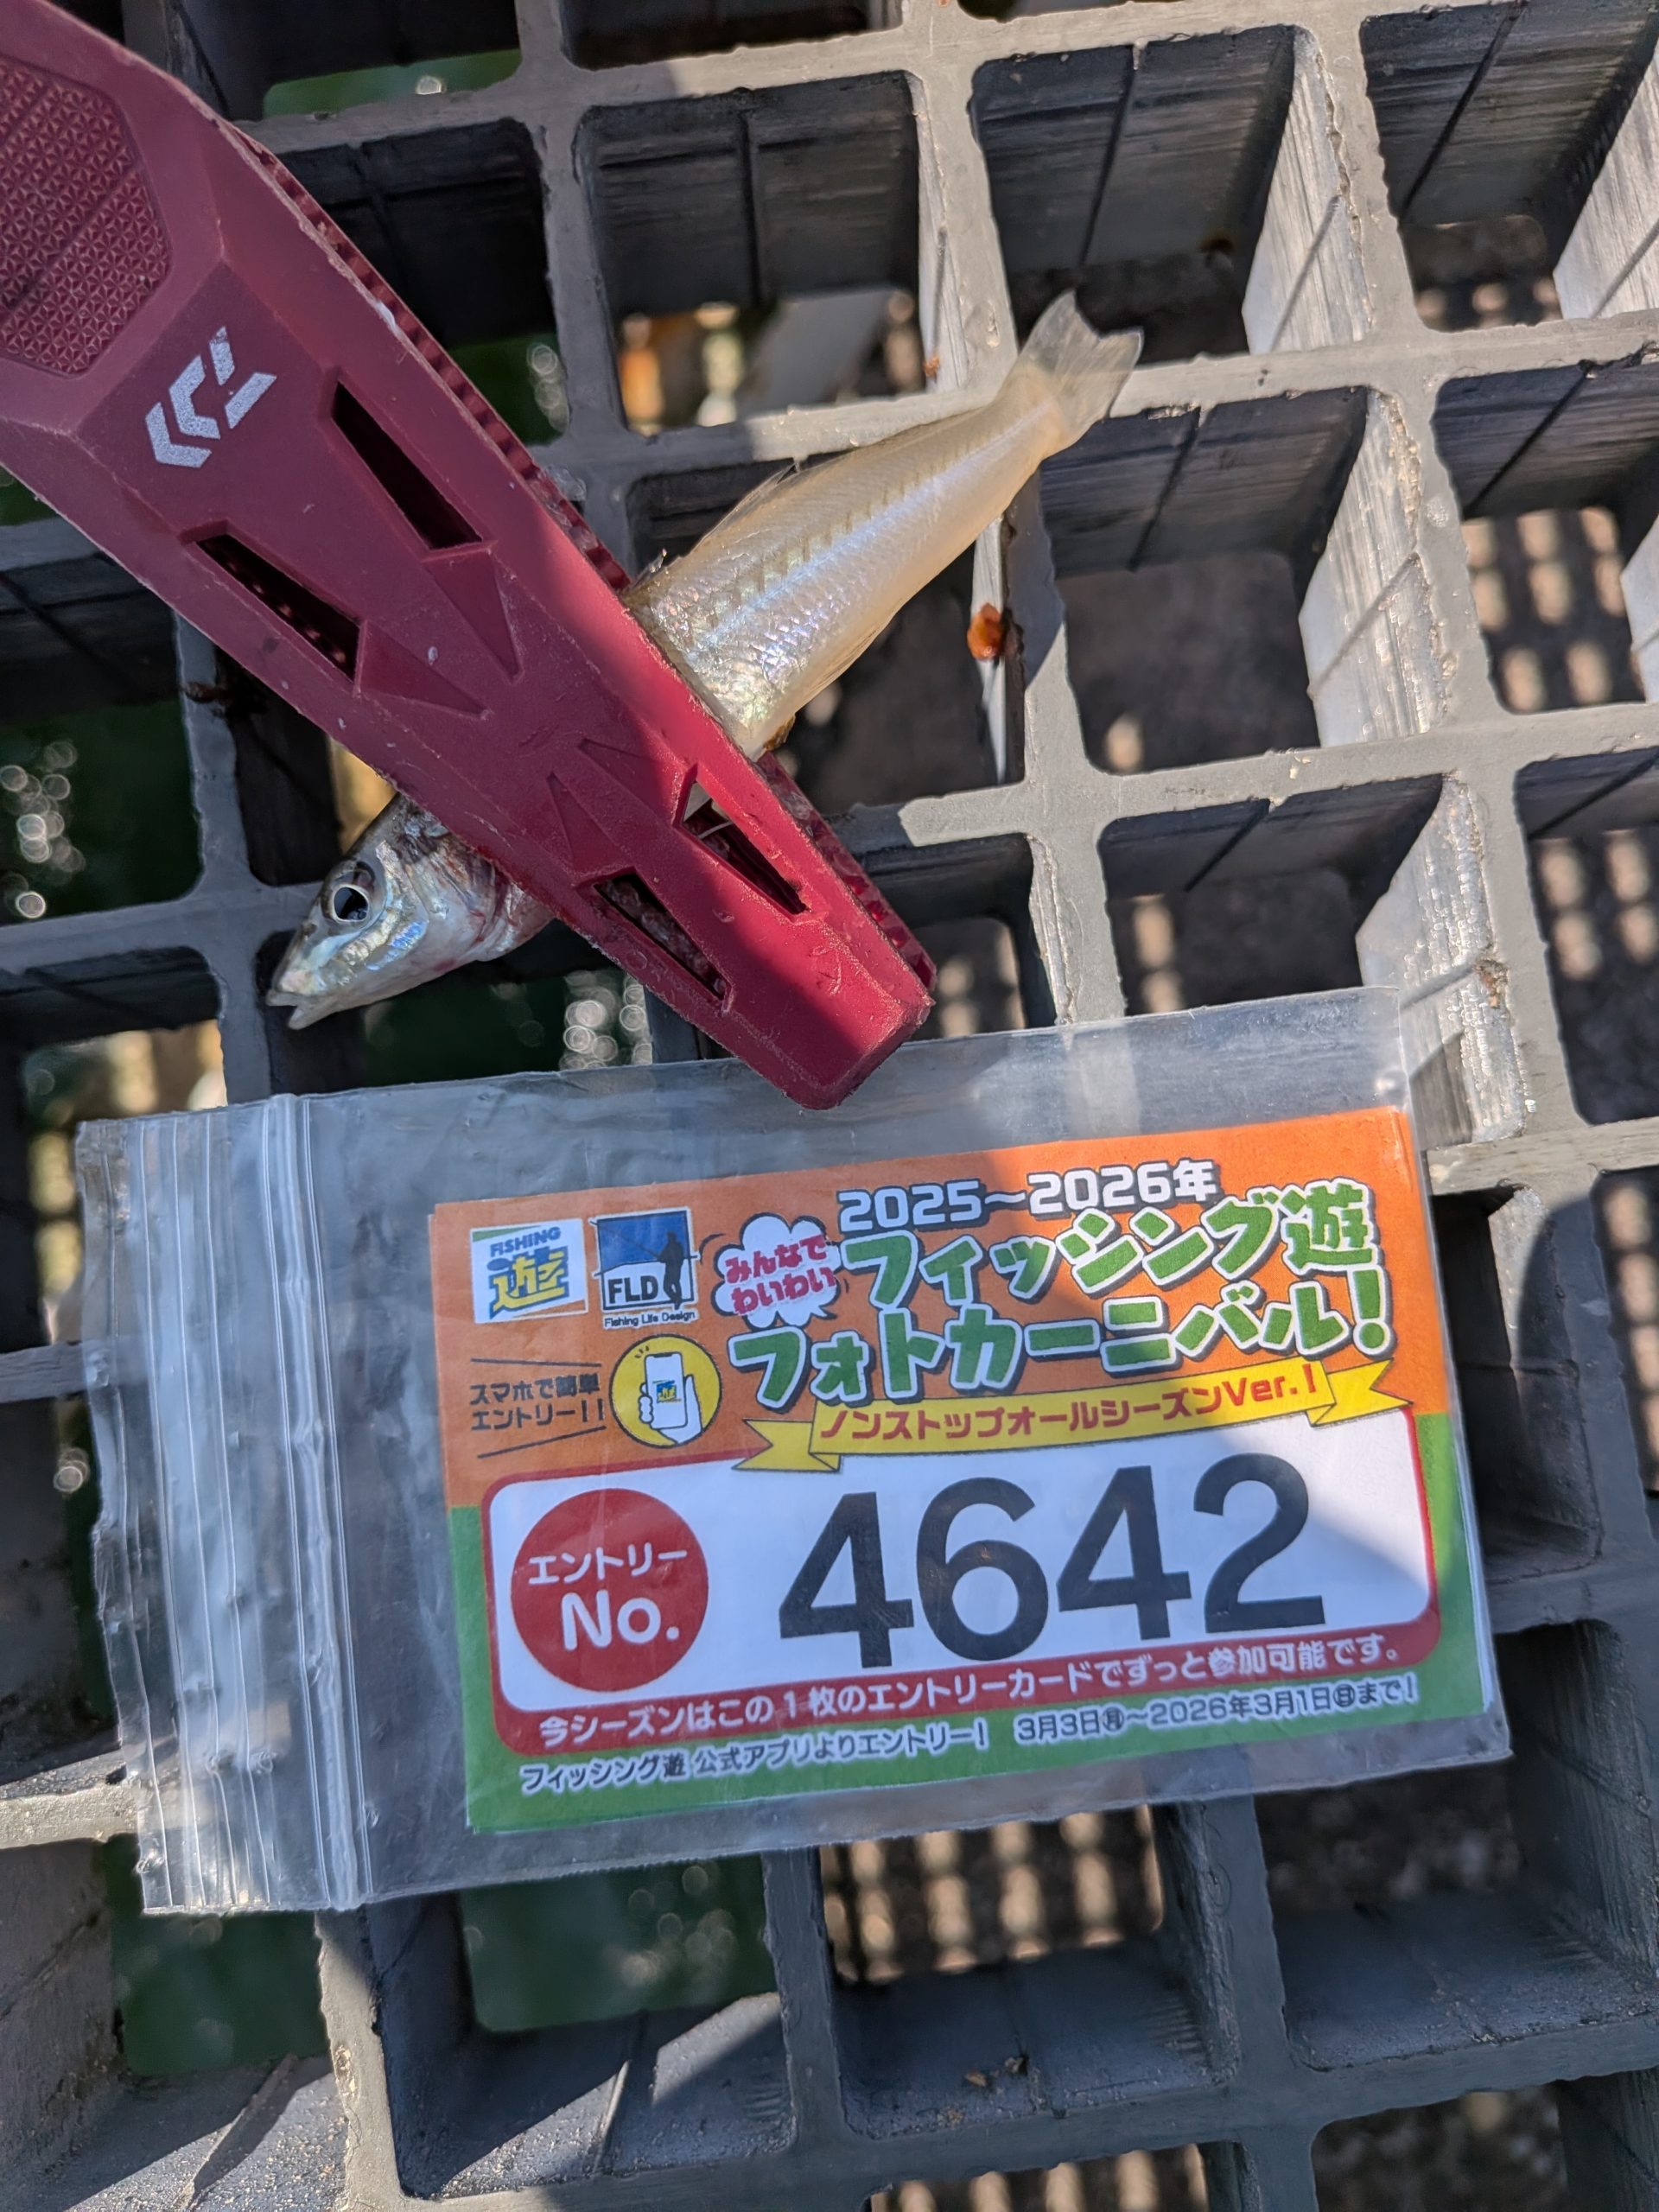 FISHING
遊
FLD
Fishing Life Design
みんなで
わいわい
2025〜2026年
フィッシング遊
フォトカーニバル!
スマホで簡単
エントリー!!
ノンストップオールシーズンVer.1
エントリー
No.
4642
今シーズンはこの1枚のエントリーカードでずっと参加可能です。
フィッシング遊 公式アプリよりエントリー! 3月3日㊊〜2026年3月1日㊐まで!